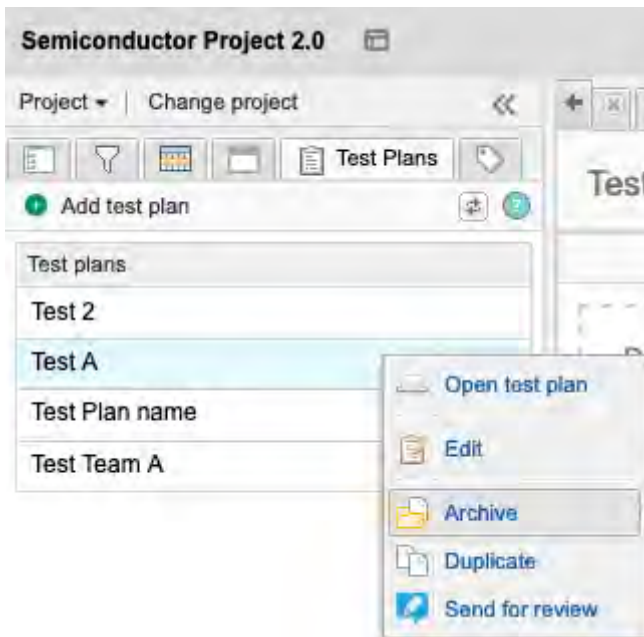 Semiconductor Project 2.0
Project
Change project
Test Plans
Add test plan
Test plans
Test 2
Test A
Test Plan name
Test Team A
Open test plan
Edit
Archive
Duplicate
Send for review